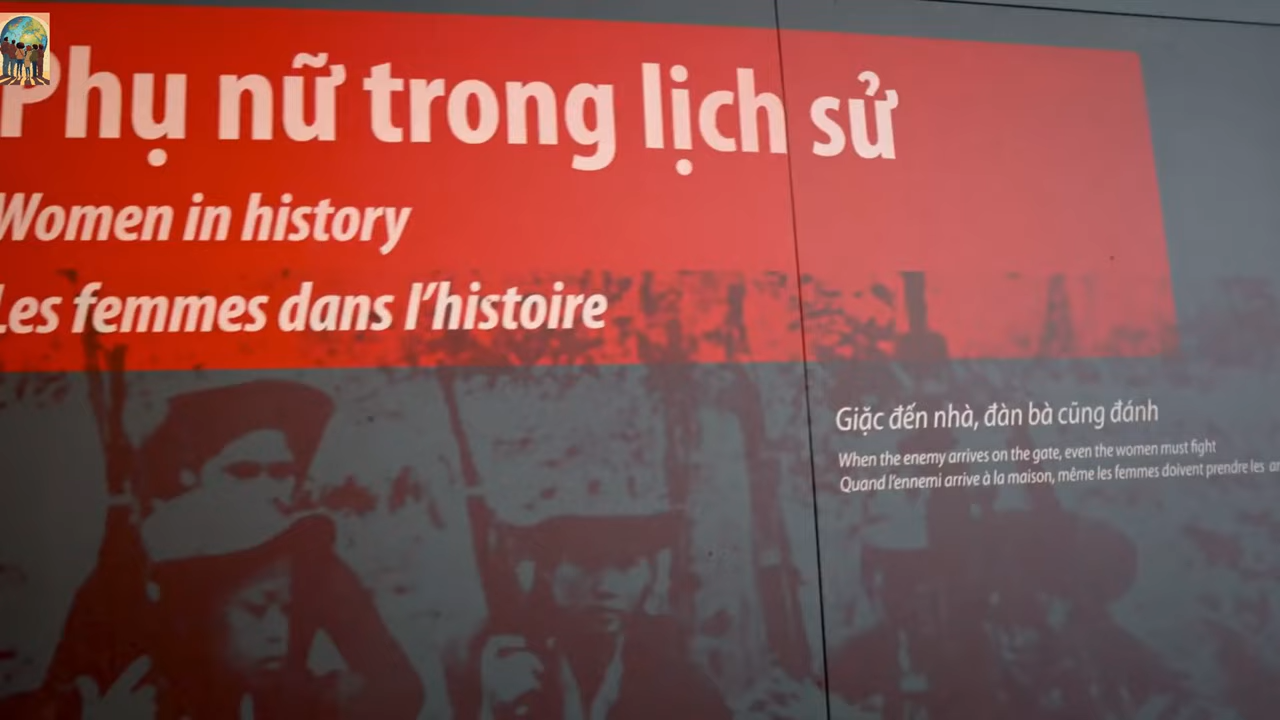 Phụ nữ trong lịch sử
Women in history
Les femmes dans l’histoire
Giặc đến nhà, đàn bà cũng đánh
When the enemy arrives on the gate, even the women must fight
Quand l’ennemi arrive à la maison, même les femmes doivent prendre les